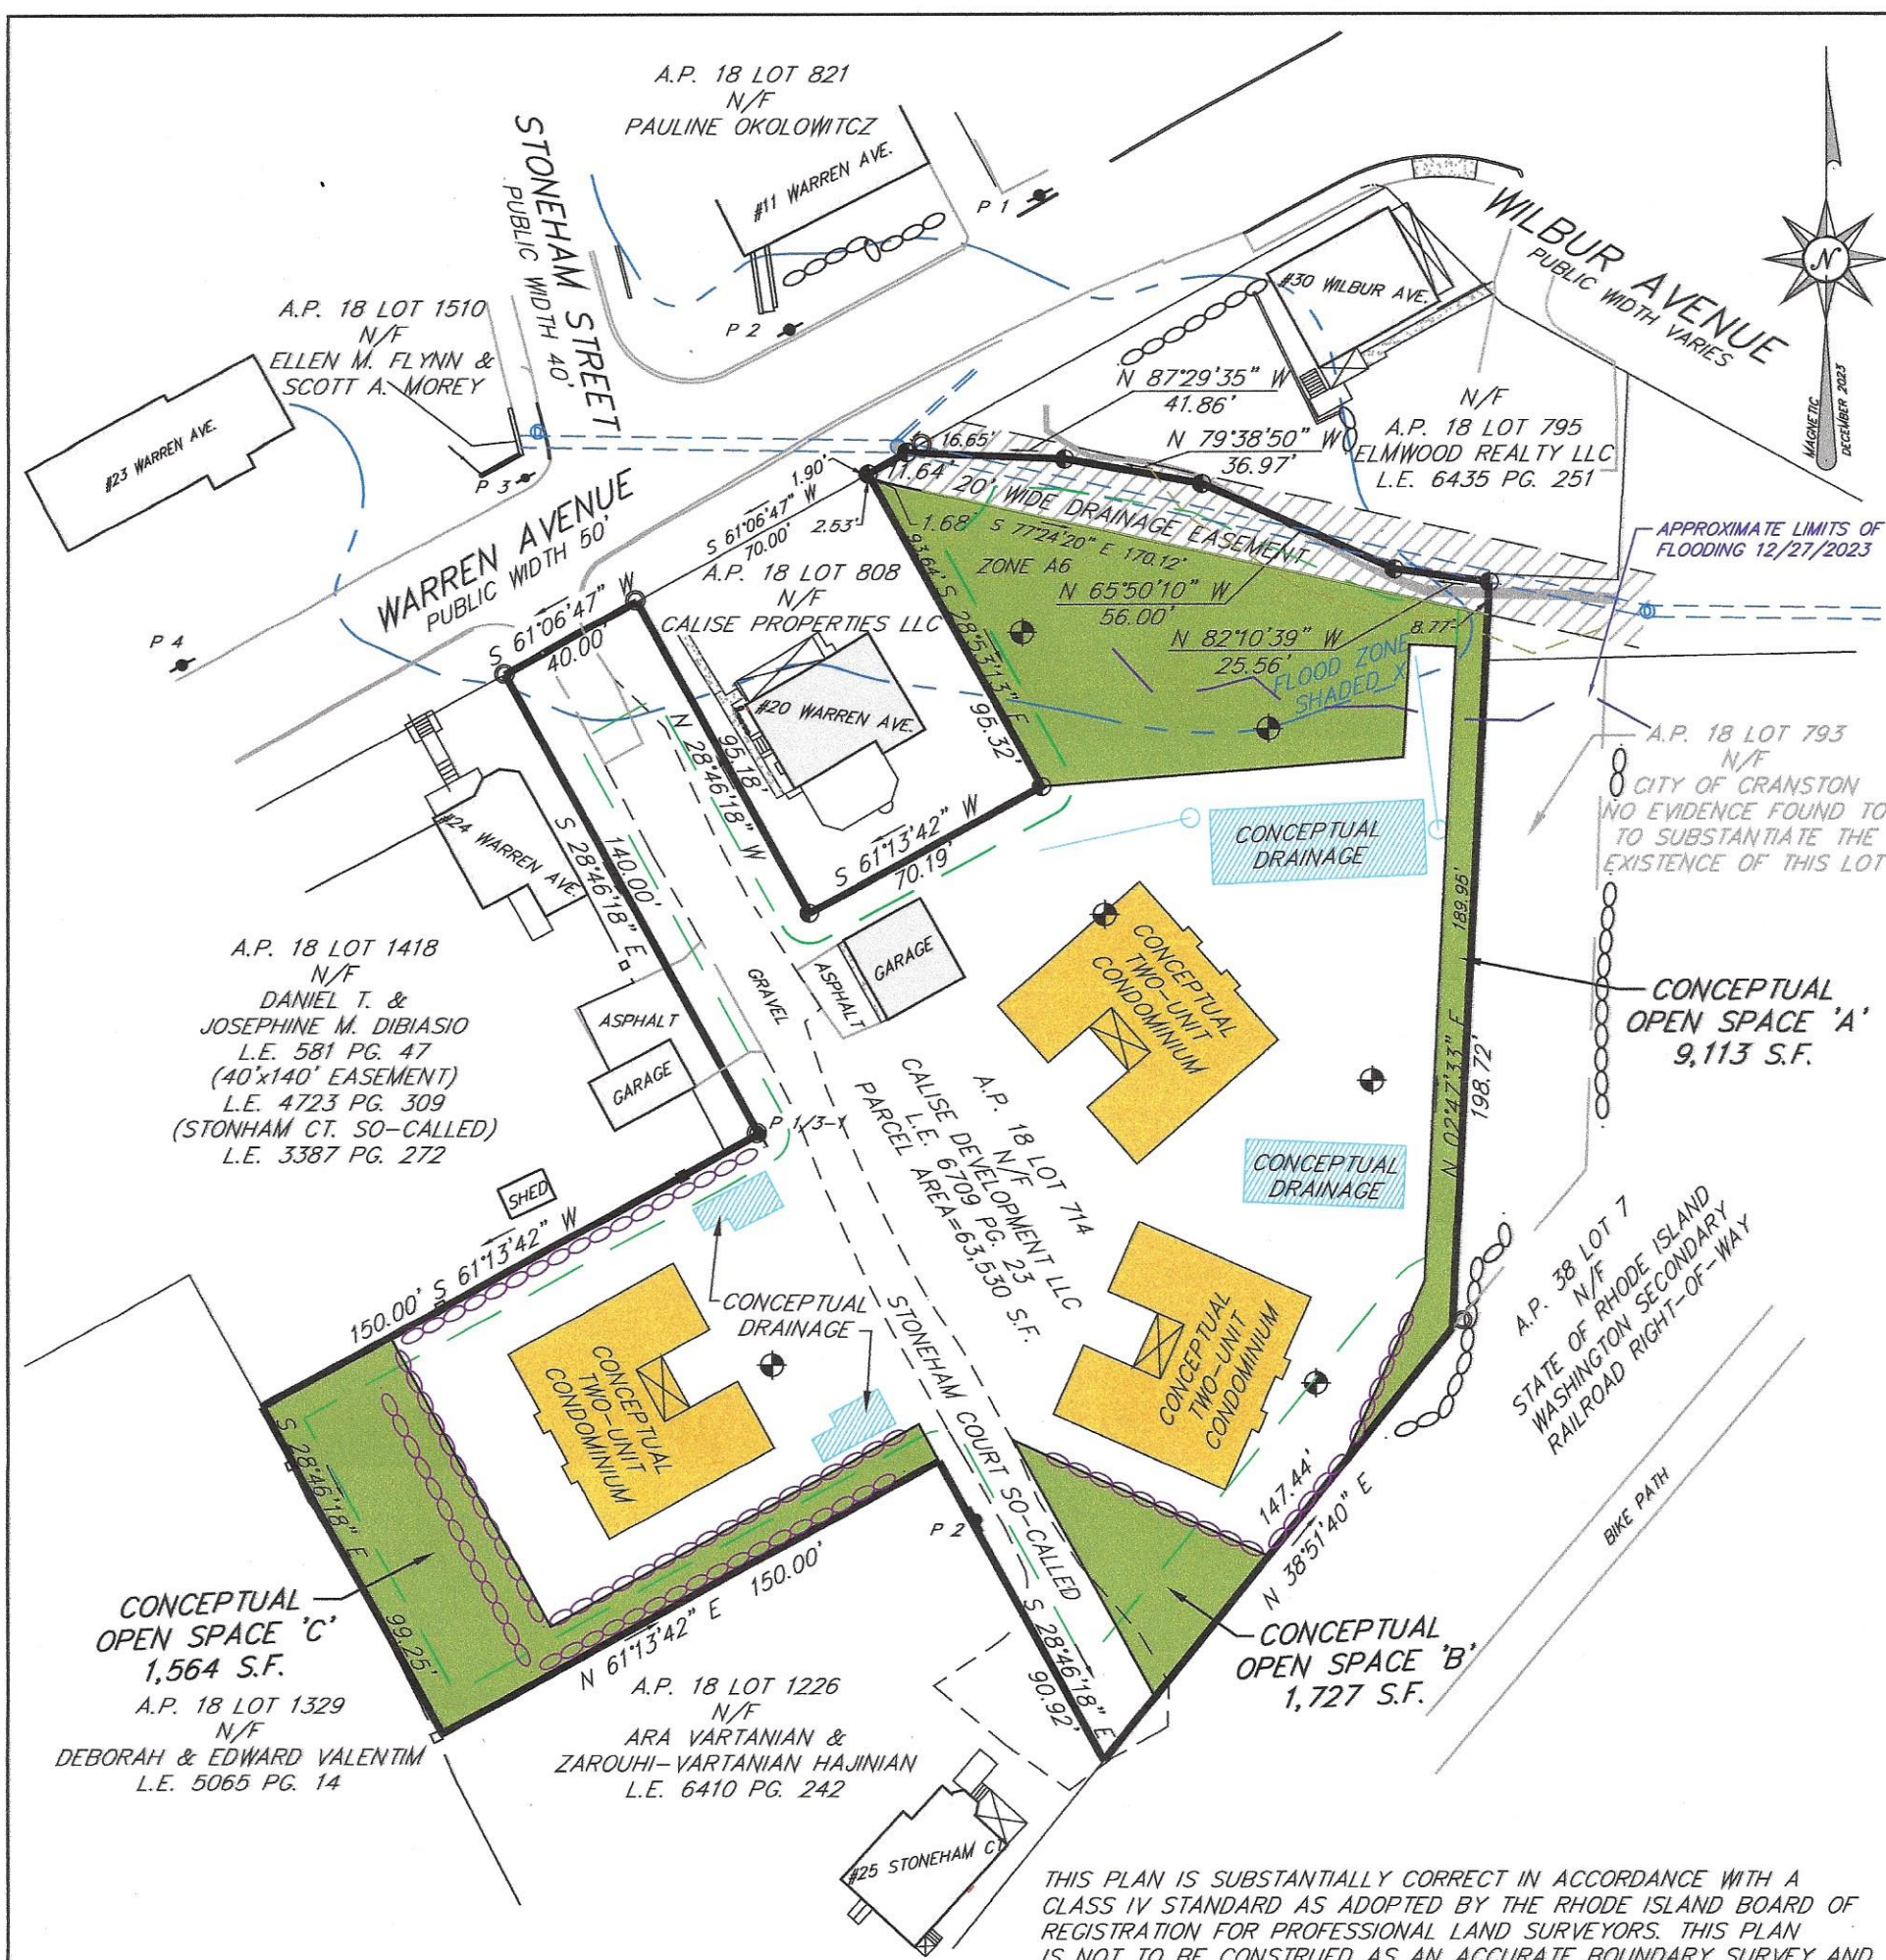 A.P. 18 LOT 821
N/F
PAULINE OKOLOWITCZ
#11 WARREN AVE.
P 1
STONEHAM STREET
PUBLIC WIDTH 40'
P 2
WILBUR AVENUE
PUBLIC WIDTH VARIES
#30 WILBUR AVE.
N
MAGNETIC
DECEMBER 2023
A.P. 18 LOT 1510
N/F
ELLEN M. FLYNN &
SCOTT A. MOREY
#23 WARREN AVE.
P 3
WARREN AVENUE
PUBLIC WIDTH 50'
P 4
N 87°29'35" W
41.86'
N 79°38'50" W
36.97'
N/F
A.P. 18 LOT 795
ELMWOOD REALTY LLC
L.E. 6435 PG. 251
16.65'
11.64'
1.90'
2.53'
1.68'
S 61°06'47" W
70.00'
S 61°06'47" W
40.00'
20' WIDE DRAINAGE EASEMENT
S 77°24'20" E 170.12'
ZONE A6
N 65°50'10" W
56.00'
N 82°10'39" W
25.56'
8.77'
FLOOD ZONE
SHADED X
APPROXIMATE LIMITS OF
FLOODING 12/27/2023
A.P. 18 LOT 793
N/F
CITY OF CRANSTON
NO EVIDENCE FOUND TO
TO SUBSTANTIATE THE
EXISTENCE OF THIS LOT
A.P. 18 LOT 808
N/F
CALISE PROPERTIES LLC
#20 WARREN AVE.
93.64'
S 28°53'13" E
95.32'
N 28°46'18" W
95.18'
S 61°13'42" W
70.19'
#24 WARREN AVE.
140.00'
S 28°46'18" E
A.P. 18 LOT 1418
N/F
DANIEL T. &
JOSEPHINE M. DIBIASIO
L.E. 581 PG. 47
(40'x140' EASEMENT)
L.E. 4723 PG. 309
(STONHAM CT. SO-CALLED)
L.E. 3387 PG. 272
ASPHALT
GARAGE
GRAVEL
ASPHALT
GARAGE
P 1/3-1
SHED
CONCEPTUAL
DRAINAGE
CONCEPTUAL
TWO-UNIT
CONDOMINIUM
CONCEPTUAL
DRAINAGE
189.95'
N 02°47'33" E
198.72'
CONCEPTUAL
OPEN SPACE 'A'
9,113 S.F.
A.P. 18 LOT 714
N/F
CALISE DEVELOPMENT LLC
L.E. 6709 PG. 23
PARCEL AREA=63,530 S.F.
A.P. 38 LOT 7
N/F
STATE OF RHODE ISLAND
WASHINGTON SECONDARY
RAILROAD RIGHT-OF-WAY
BIKE PATH
150.00' S 61°13'42" W
CONCEPTUAL
DRAINAGE
CONCEPTUAL
TWO-UNIT
CONDOMINIUM
CONCEPTUAL
TWO-UNIT
CONDOMINIUM
STONEHAM COURT SO-CALLED
S 28°46'18" E
99.25'
P 2
147.44'
N 38°51'40" E
CONCEPTUAL
OPEN SPACE 'C'
1,564 S.F.
A.P. 18 LOT 1329
N/F
DEBORAH & EDWARD VALENTIM
L.E. 5065 PG. 14
N 61°13'42" E 150.00'
A.P. 18 LOT 1226
N/F
ARA VARTANIAN &
ZAROUHI-VARTANIAN HAJINIAN
L.E. 6410 PG. 242
S 28°46'18" E
90.92'
CONCEPTUAL
OPEN SPACE 'B'
1,727 S.F.
#25 STONEHAM CT
THIS PLAN IS SUBSTANTIALLY CORRECT IN ACCORDANCE WITH A
CLASS IV STANDARD AS ADOPTED BY THE RHODE ISLAND BOARD OF
REGISTRATION FOR PROFESSIONAL LAND SURVEYORS. THIS PLAN
IS NOT TO BE CONSTRUED AS AN ACCURATE BOUNDARY SURVEY AND